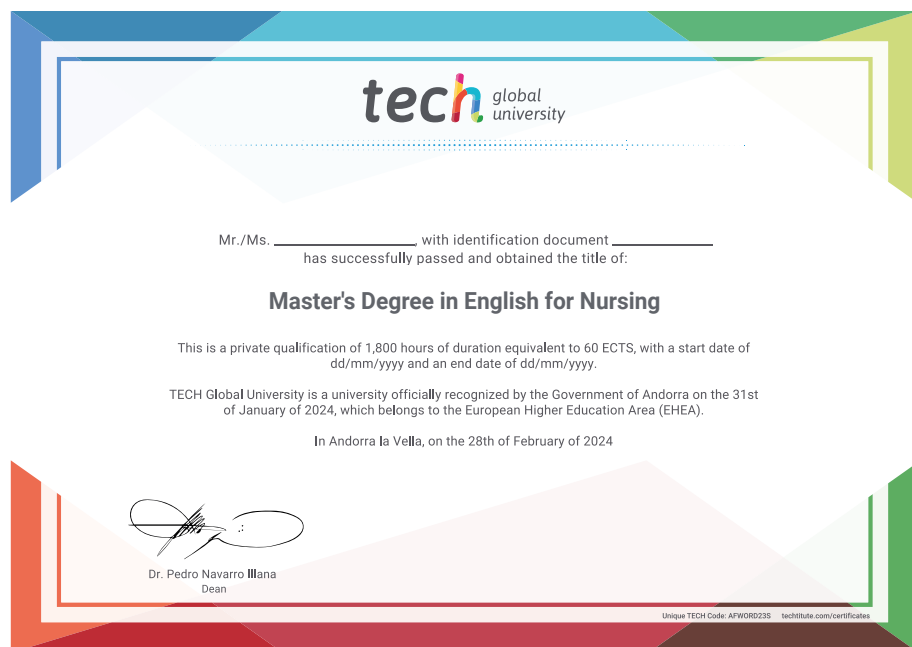 tech global university
Mr./Ms. ____________________, with identification document ______________
has successfully passed and obtained the title of:
Master's Degree in English for Nursing
This is a private qualification of 1,800 hours of duration equivalent to 60 ECTS, with a start date of
dd/mm/yyyy and an end date of dd/mm/yyyy.
TECH Global University is a university officially recognized by the Government of Andorra on the 31st
of January of 2024, which belongs to the European Higher Education Area (EHEA).
In Andorra la Vella, on the 28th of February of 2024
Dr. Pedro Navarro Illana
Dean
Unique TECH Code: AFWORD23S techtitute.com/certificates